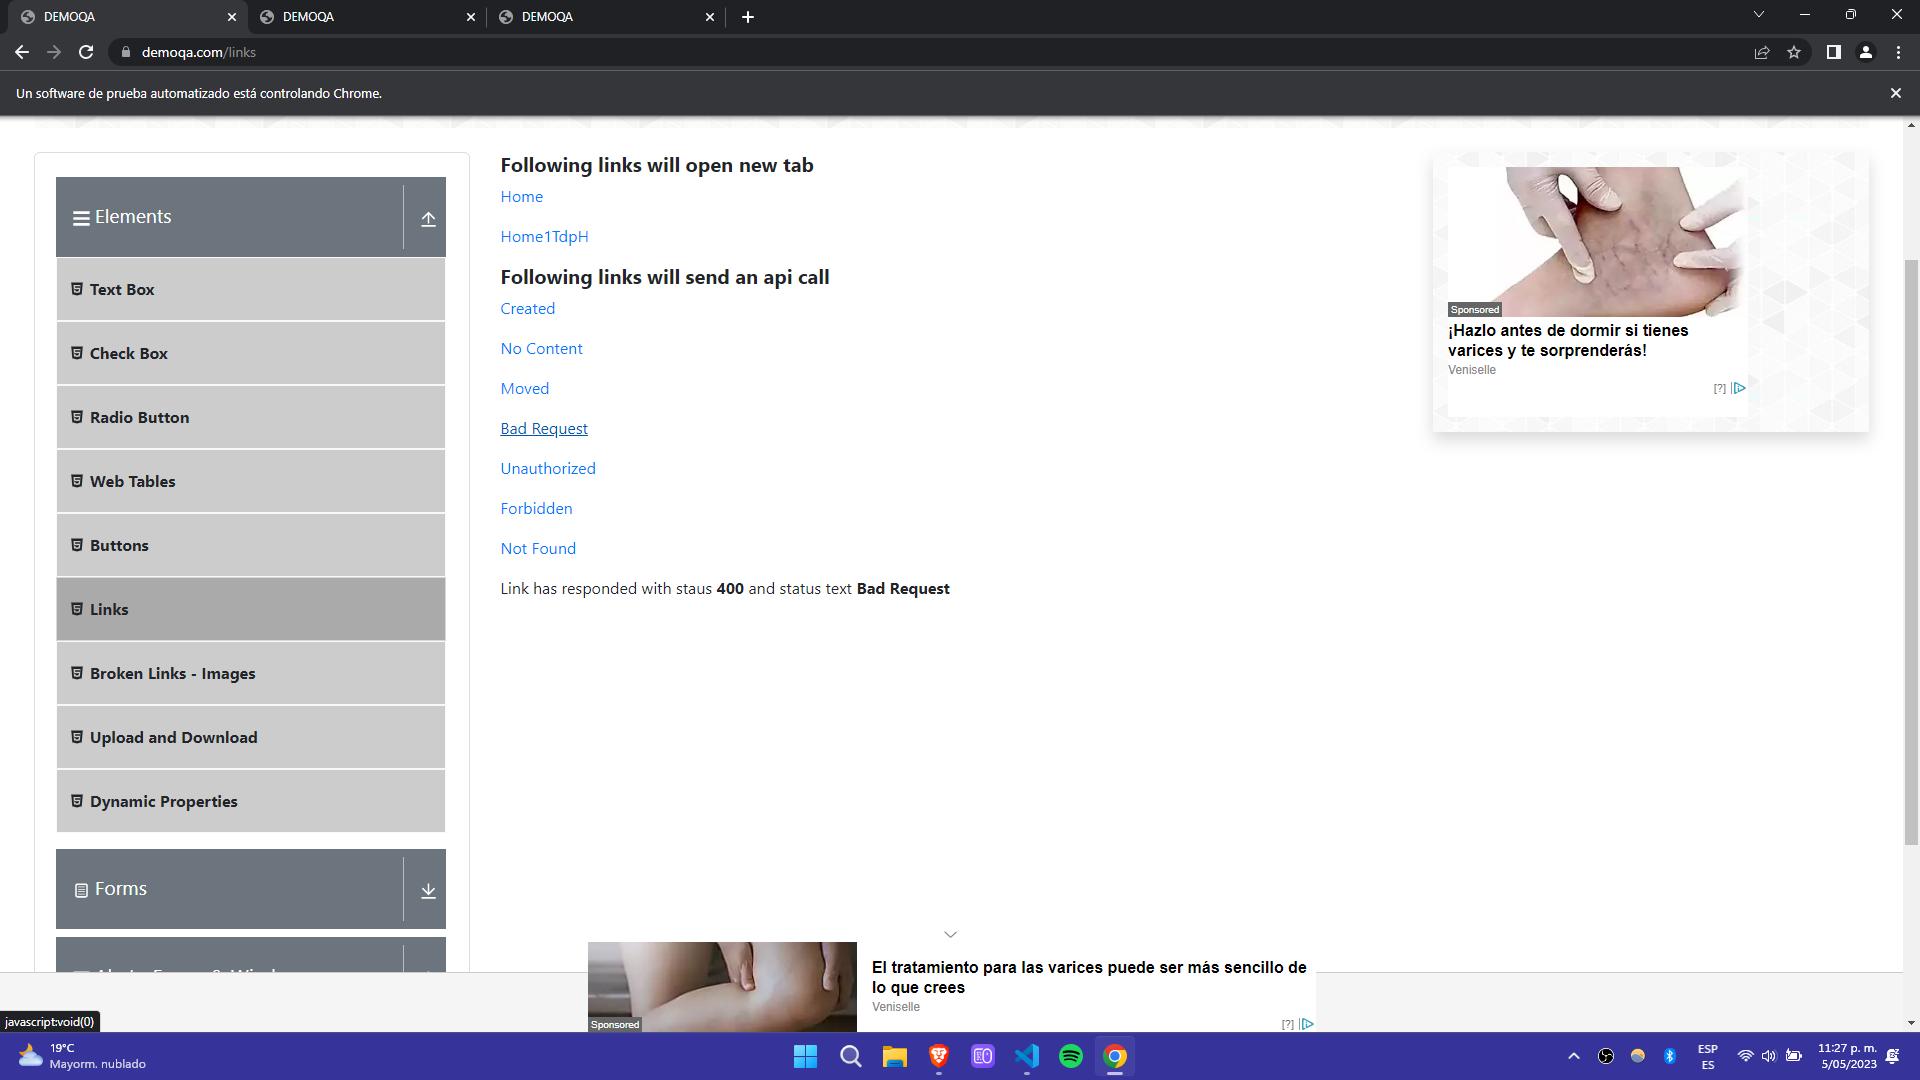 DEMOQA
DEMOQA
DEMOQA
demoqa.com/links
Un software de prueba automatizado está controlando Chrome.
Elements
Text Box
Check Box
Radio Button
Web Tables
Buttons
Links
Broken Links - Images
Upload and Download
Dynamic Properties
Forms
Following links will open new tab
Home
Home1TdpH
Following links will send an api call
Created
No Content
Moved
Bad Request
Unauthorized
Forbidden
Not Found
Link has responded with staus 400 and status text Bad Request
Sponsored
¡Hazlo antes de dormir si tienes
varices y te sorprenderás!
Veniselle
[?]
El tratamiento para las varices puede ser más sencillo de
lo que crees
Veniselle
Sponsored
[?]
javascript:void(0)
19°C
Mayorm. nublado
ESP
ES
11:27 p. m.
5/05/2023